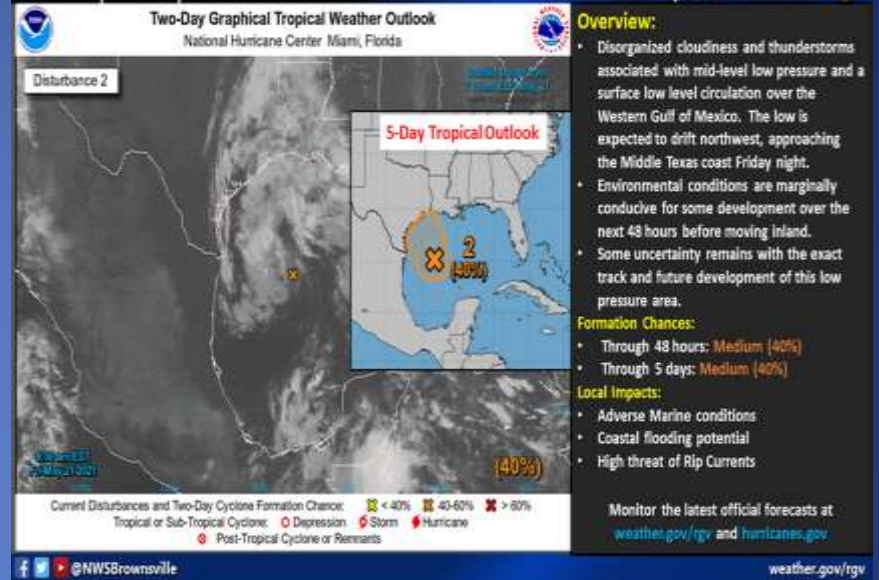 Two-Day Graphical Tropical Weather Outlook
National Hurricane Center Miami, Florida
Disturbance 2
5-Day Tropical Outlook
2
(40%)
(40%)
Current Disturbances and Two-Day Cyclone Formation Chance: < 40% 40-60% > 60%
Tropical or Sub-Tropical Cyclone: Depression Storm Hurricane
Post-Tropical Cyclone or Remnants
Overview:
• Disorganized cloudiness and thunderstorms
associated with mid-level low pressure and a
surface low level circulation over the
Western Gulf of Mexico. The low is
expected to drift northwest, approaching
the Middle Texas coast Friday night.
• Environmental conditions are marginally
conducive for some development over the
next 48 hours before moving inland.
• Some uncertainty remains with the exact
track and future development of this low
pressure area.
Formation Chances:
• Through 48 hours: Medium (40%)
• Through 5 days: Medium (40%)
Local Impacts:
• Adverse Marine conditions
• Coastal flooding potential
• High threat of Rip Currents
Monitor the latest official forecasts at
weather.gov/rgv and hurricanes.gov
@NWSBrownsville
weather.gov/rgv